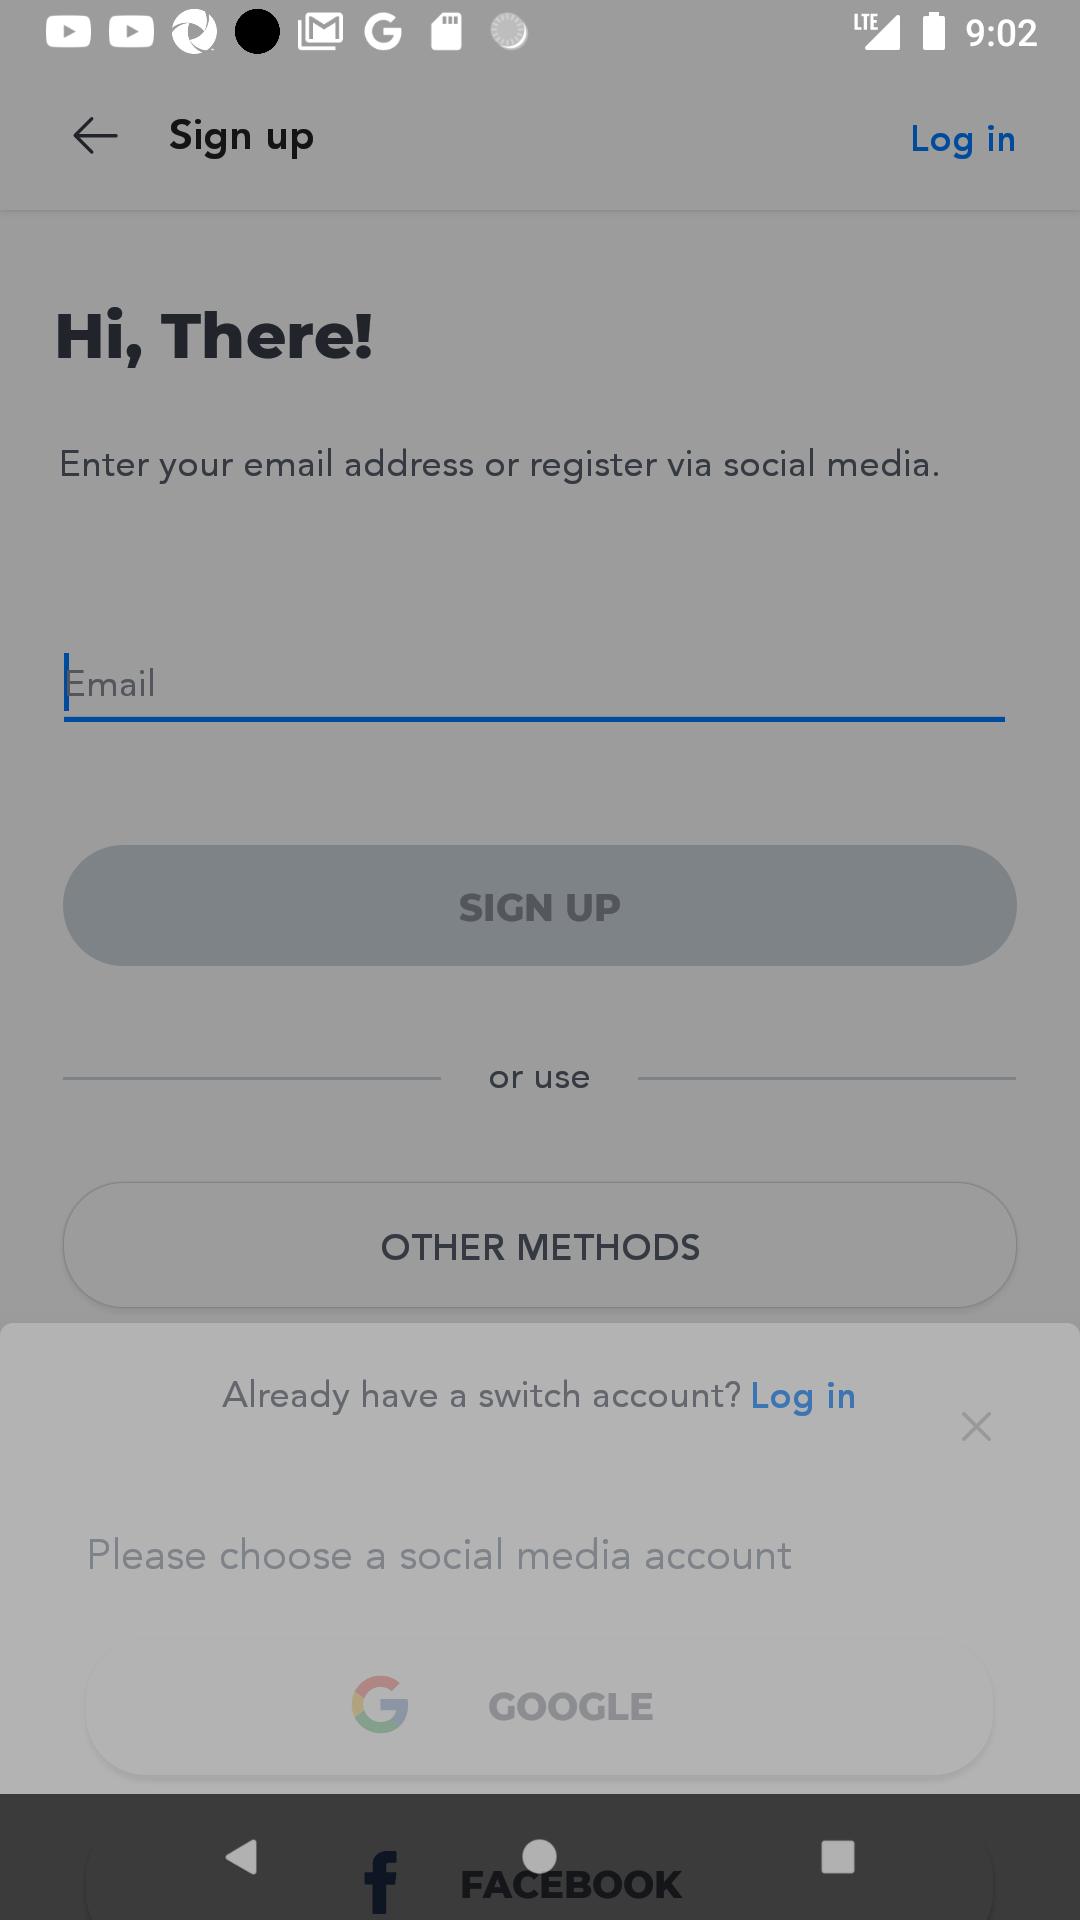 LTE 9:02
Sign up
Log in
Hi, There!
Enter your email address or register via social media.
Email
SIGN UP
or use
OTHER METHODS
Already have a switch account? Log in
Please choose a social media account
GOOGLE
FACEBOOK